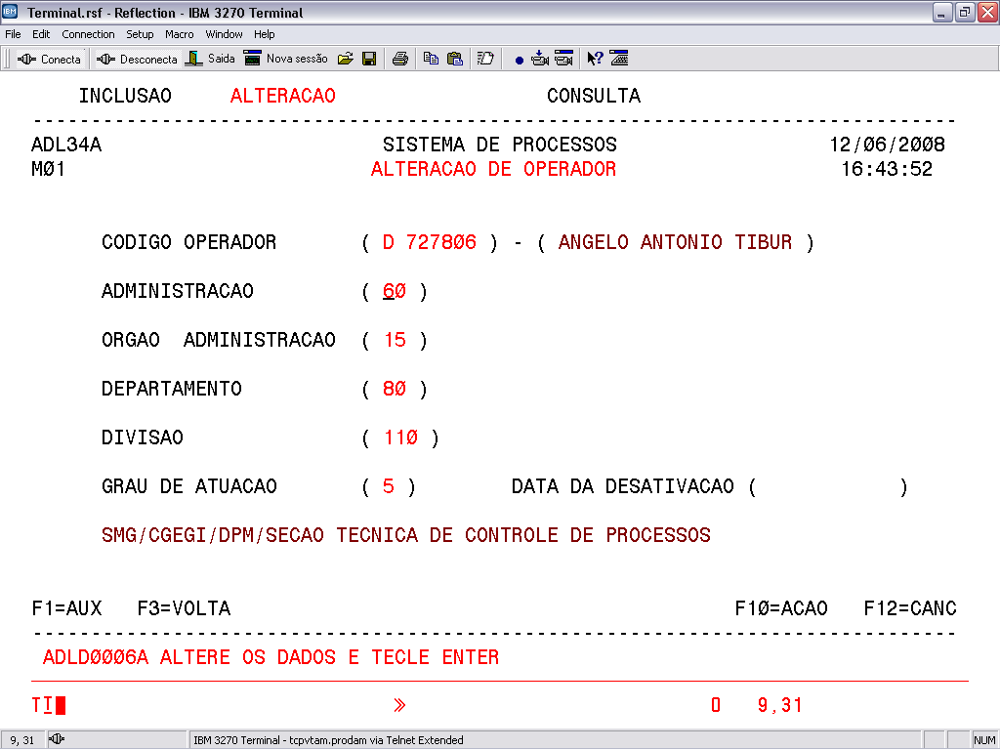 Terminal.rsf - Reflection - IBM 3270 Terminal
File Edit Connection Setup Macro Window Help
Conecta Desconecta Saida Nova sessão
INCLUSAO ALTERACAO CONSULTA
ADL34A SISTEMA DE PROCESSOS 12/06/2008
M01 ALTERACAO DE OPERADOR 16:43:52
CODIGO OPERADOR ( D 727806 ) - ( ANGELO ANTONIO TIBUR )
ADMINISTRACAO ( 60 )
ORGAO ADMINISTRACAO ( 15 )
DEPARTAMENTO ( 80 )
DIVISAO ( 110 )
GRAU DE ATUACAO ( 5 ) DATA DA DESATIVACAO ( )
SMG/CGEGI/DPM/SECAO TECNICA DE CONTROLE DE PROCESSOS
F1=AUX F3=VOLTA F10=ACAO F12=CANC
ADLD0006A ALTERE OS DADOS E TECLE ENTER
TI » O 9,31
9, 31 IBM 3270 Terminal - tcpvtam.prodam via Telnet Extended NUM